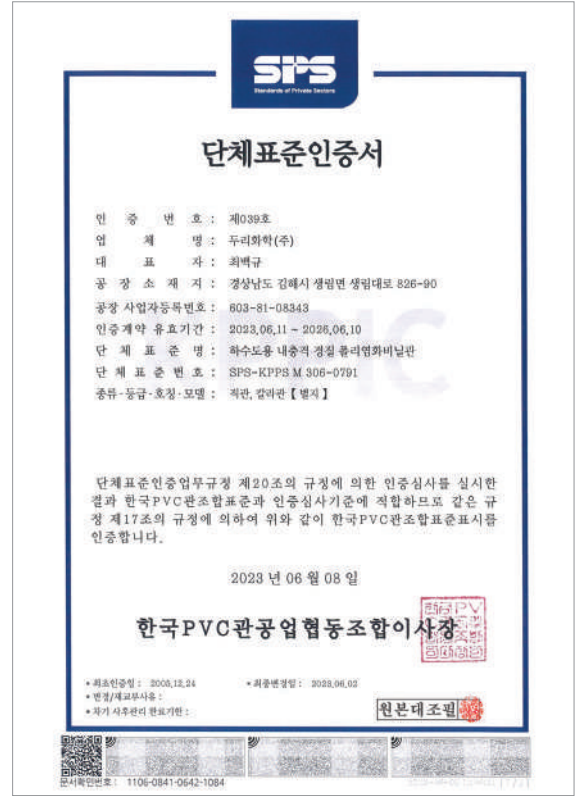 SPS
Standards of Private Sectors
단체표준인증서
인 증 번 호 : 제039호
업 체 명 : 두리화학(주)
대 표 자 : 최백규
공 장 소 재 지 : 경상남도 김해시 생림면 생림대로 826-90
공장 사업자등록번호 : 603-81-08343
인증계약 유효기간 : 2023.06.11 ~ 2026.06.10
단 체 표 준 명 : 하수도용 내충격 경질 폴리염화비닐관
단 체 표 준 번 호 : SPS-KPPS M 306-0791
종류·등급·호칭·모델 : 직관, 칼라관 【 별지 】
단체표준인증업무규정 제20조의 규정에 의한 인증심사를 실시한
결과 한국PVC관조합표준과 인증심사기준에 적합하므로 같은 규
정 제17조의 규정에 의하여 위와 같이 한국PVC관조합표준표시를
인증합니다.
2023 년 06 월 08 일
한국PVC관공업협동조합이사장
• 최초인증일 : 2005.12.24 • 최종변경일 : 2023.06.02
• 변경/재교부사유 :
• 차기 사후관리 완료기한 :
원본대조필
문서확인번호 : 1106-0841-0642-1084